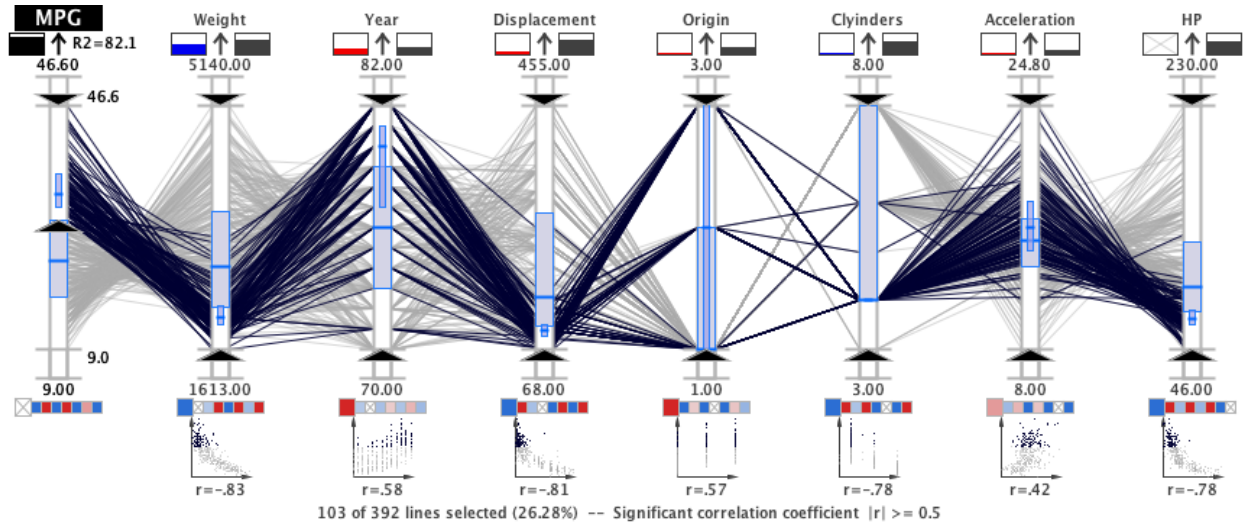 MPG Weight Year Displacement Origin Clyinders Acceleration HP
R2=82.1
46.60 5140.00 82.00 455.00 3.00 8.00 24.80 230.00
46.6
9.0
9.00 1613.00 70.00 68.00 1.00 3.00 8.00 46.00
r=-.83 r=.58 r=-.81 r=.57 r=-.78 r=.42 r=-.78
103 of 392 lines selected (26.28%) -- Significant correlation coefficient |r| >= 0.5